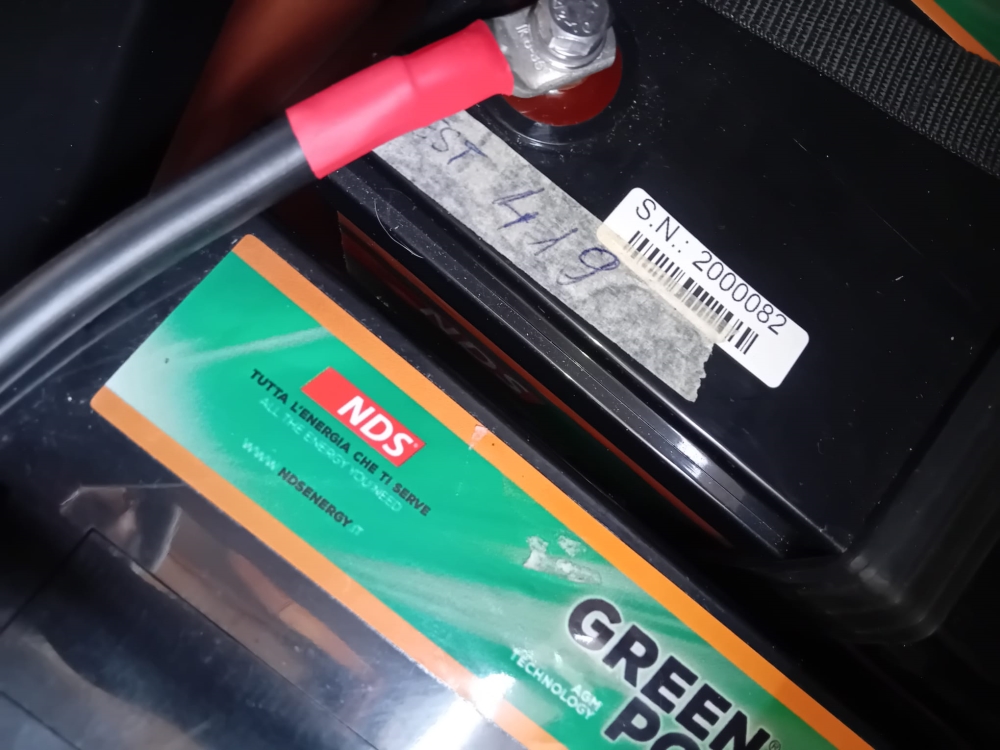 EST
419
S.N.: 2000082
NDS®
TUTTA L'ENERGIA CHE TI SERVE
ALL THE ENERGY YOU NEED
WWW.NDSENERGY.IT
GREEN®
PO
AGM
TECHNOLOGY
NDS